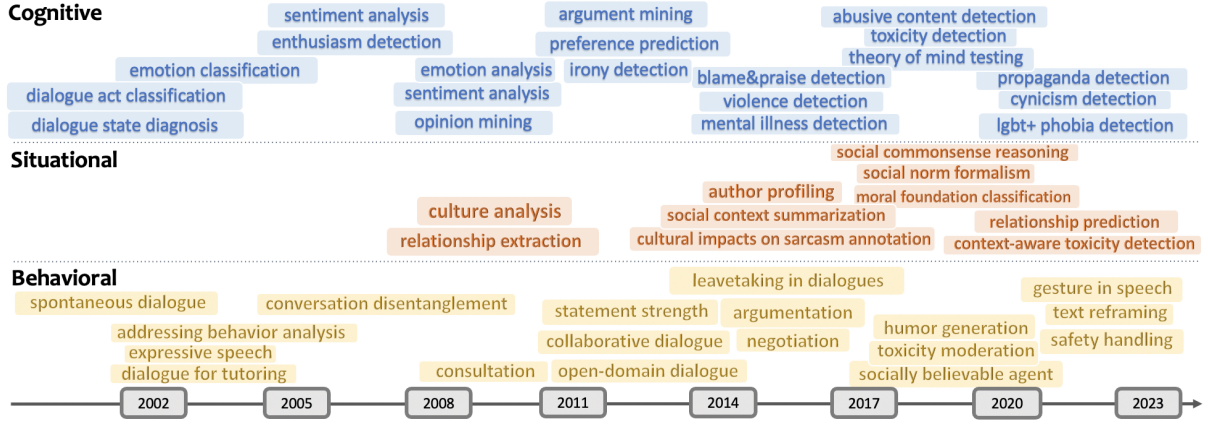 Cognitive
sentiment analysis
argument mining
abusive content detection
enthusiasm detection
preference prediction
toxicity detection
theory of mind testing
emotion classification
emotion analysis
irony detection
blame&praise detection
propaganda detection
dialogue act classification
sentiment analysis
violence detection
cynicism detection
dialogue state diagnosis
opinion mining
mental illness detection
lgbt+ phobia detection
Situational
social commonsense reasoning
social norm formalism
author profiling
moral foundation classification
culture analysis
social context summarization
relationship prediction
relationship extraction
cultural impacts on sarcasm annotation
context-aware toxicity detection
Behavioral
leavetaking in dialogues
gesture in speech
spontaneous dialogue
conversation disentanglement
statement strength
argumentation
text reframing
addressing behavior analysis
humor generation
collaborative dialogue
negotiation
safety handling
expressive speech
toxicity moderation
dialogue for tutoring
consultation
open-domain dialogue
socially believable agent
2002
2005
2008
2011
2014
2017
2020
2023